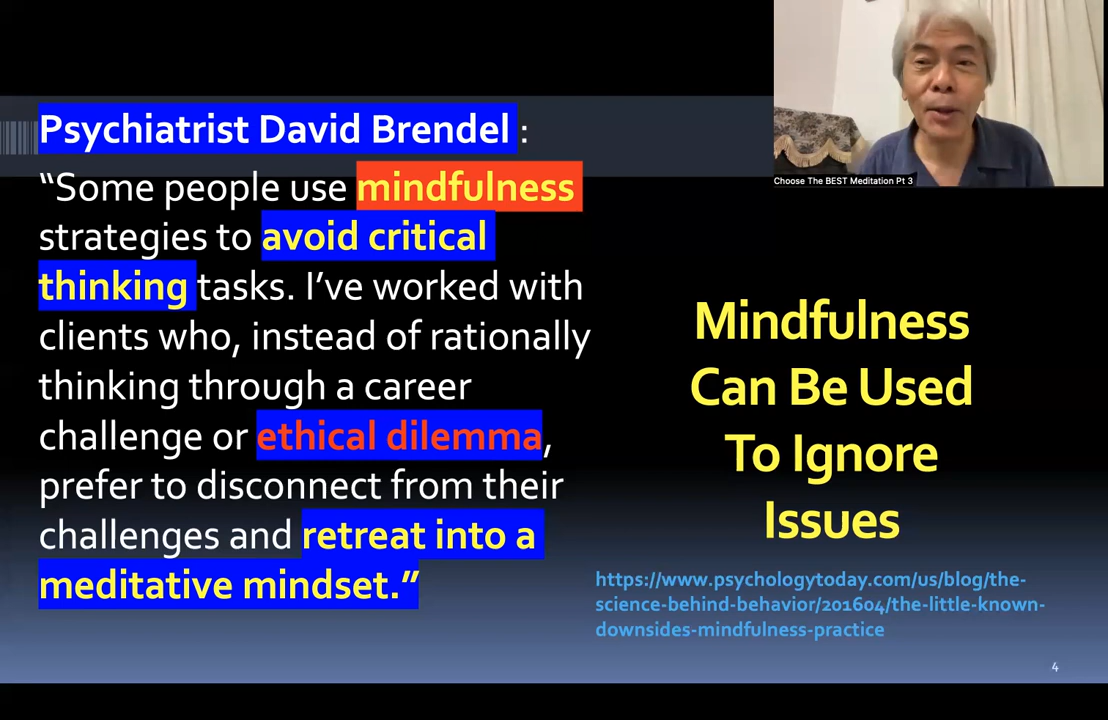 Psychiatrist David Brendel :
“Some people use mindfulness
strategies to avoid critical
thinking tasks. I’ve worked with
clients who, instead of rationally
thinking through a career
challenge or ethical dilemma,
prefer to disconnect from their
challenges and retreat into a
meditative mindset.”
Choose The BEST Meditation Pt 3
Mindfulness
Can Be Used
To Ignore
Issues
https://www.psychologytoday.com/us/blog/the-
science-behind-behavior/201604/the-little-known-
downsides-mindfulness-practice
4